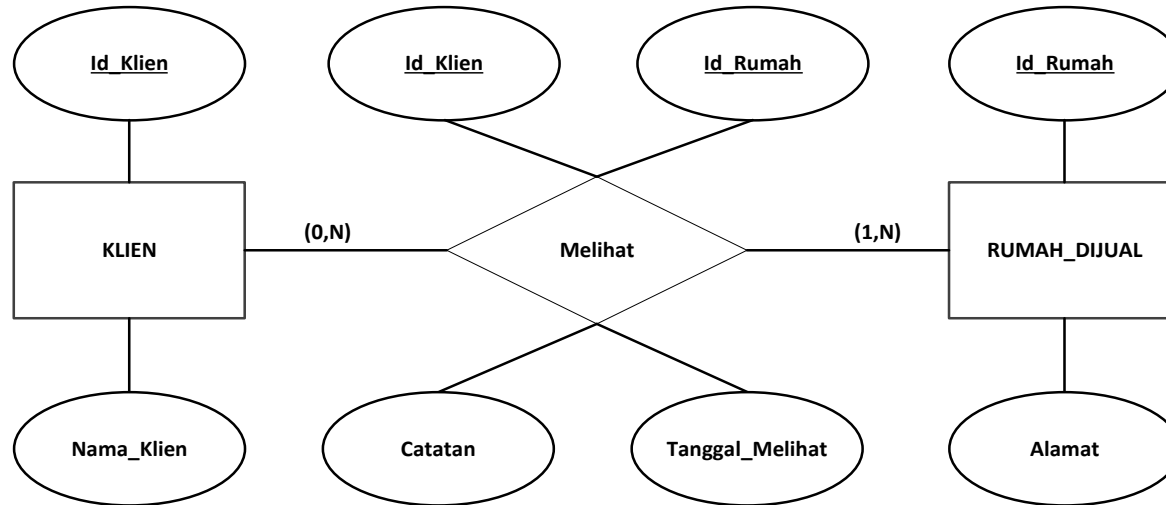 Id_Klien
Id_Klien
Id_Rumah
Id_Rumah
KLIEN
(0,N)
Melihat
(1,N)
RUMAH_DIJUAL
Nama_Klien
Catatan
Tanggal_Melihat
Alamat